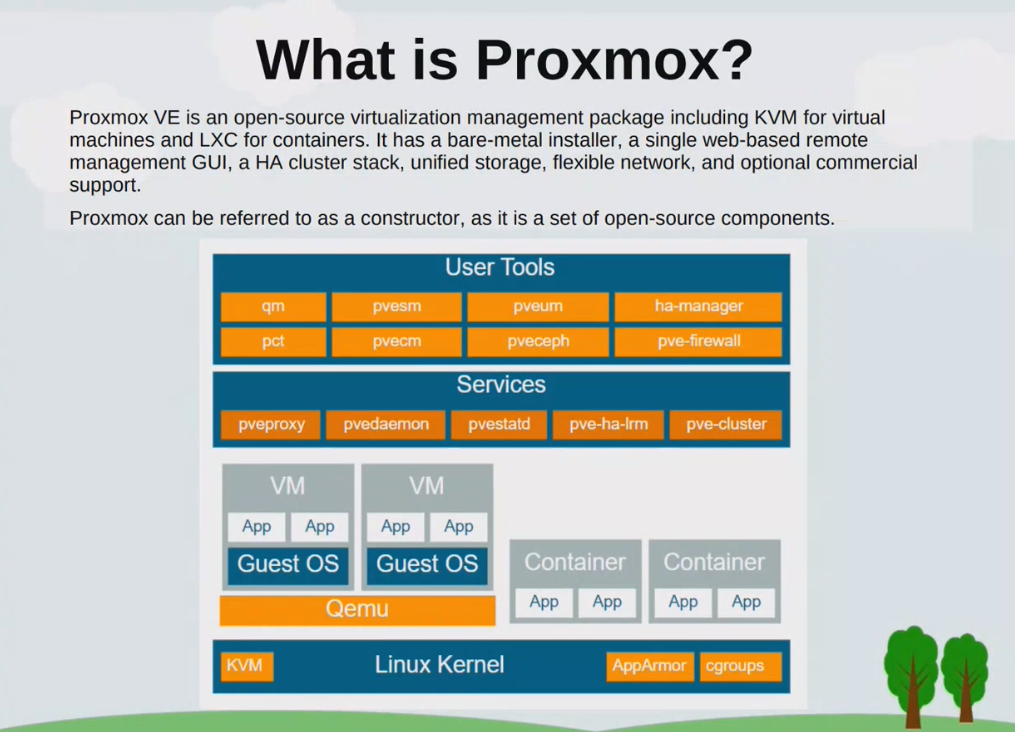 What is Proxmox?
Proxmox VE is an open-source virtualization management package including KVM for virtual
machines and LXC for containers. It has a bare-metal installer, a single web-based remote
management GUI, a HA cluster stack, unified storage, flexible network, and optional commercial
support.
Proxmox can be referred to as a constructor, as it is a set of open-source components.
User Tools
qm pvesm pveum ha-manager
pct pvecm pveceph pve-firewall
Services
pveproxy pvedaemon pvestatd pve-ha-lrm pve-cluster
VM VM
App App App App
Guest OS Guest OS
Container Container
App App App App
Qemu
KVM Linux Kernel AppArmor cgroups